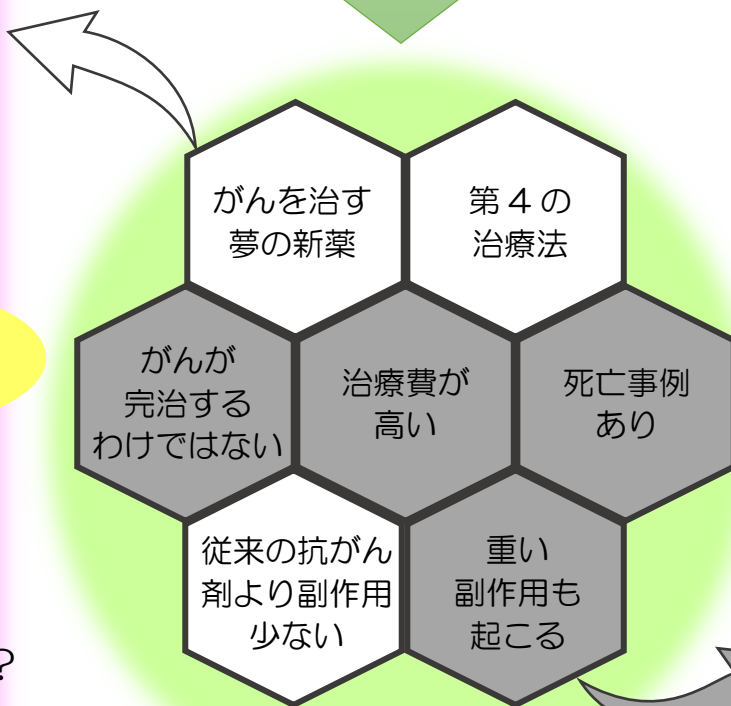 がんを治す
夢の新薬
第4の
治療法
がんが
完治する
わけではない
治療費が
高い
死亡事例
あり
従来の抗がん
剤より副作用
少ない
重い
副作用も
起こる
?